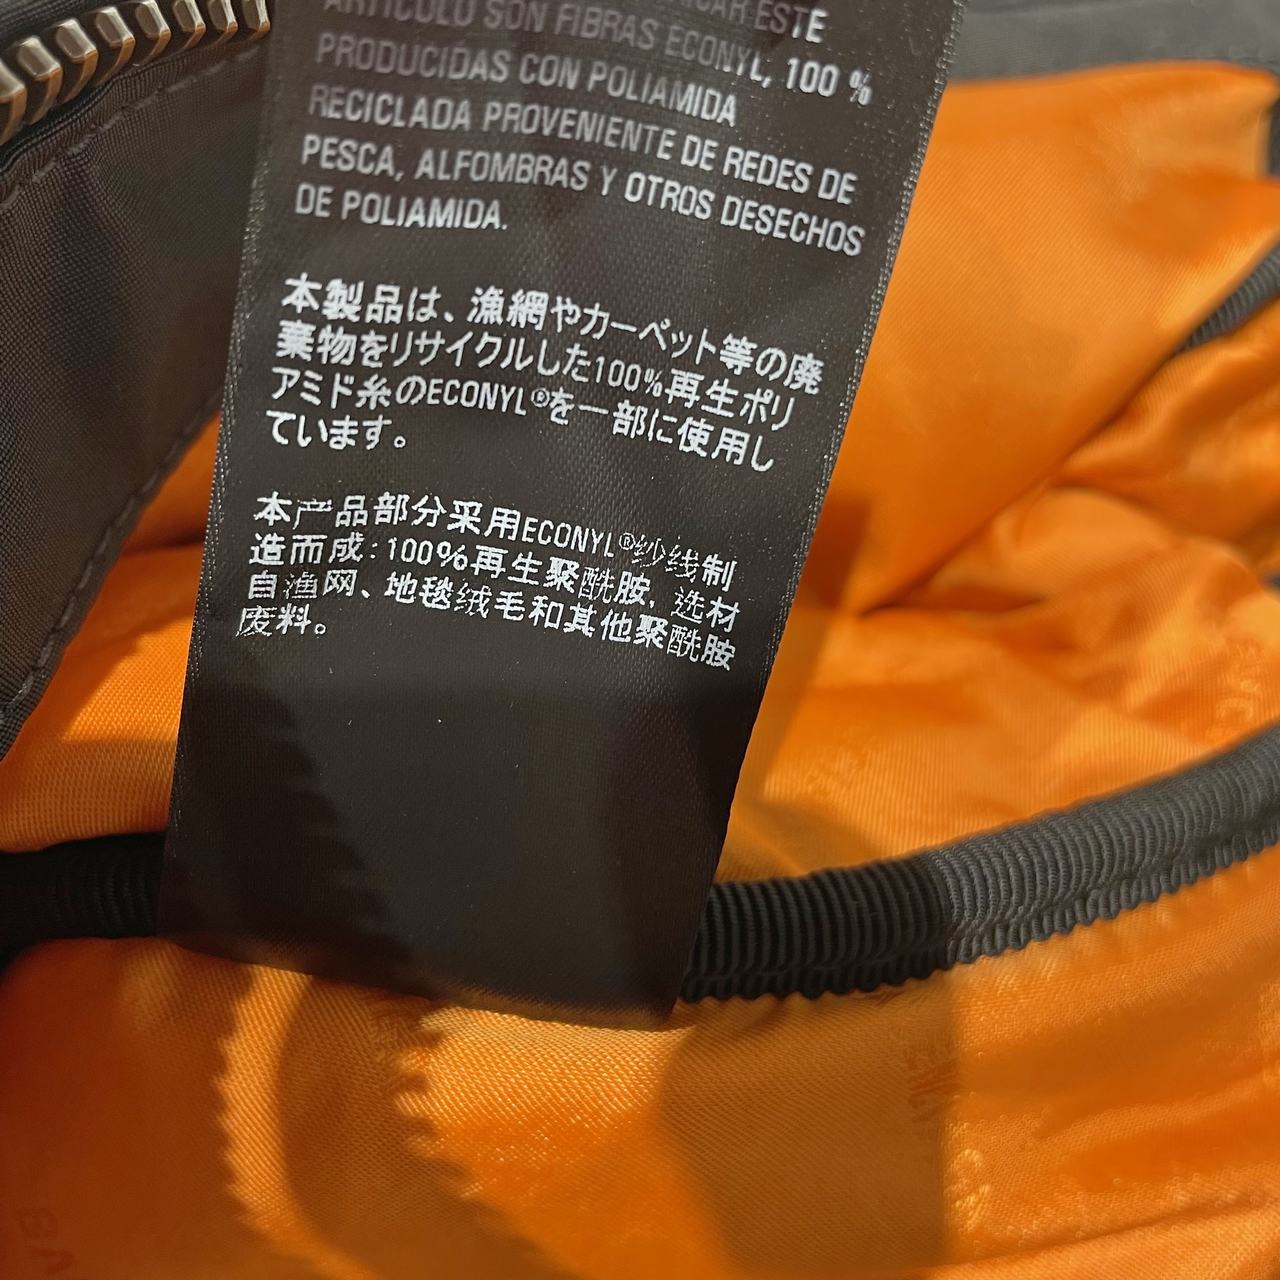 ICAR ESTE
ARTÍCULO SON FIBRAS ECONYL, 100 %
PRODUCIDAS CON POLIAMIDA
RECICLADA PROVENIENTE DE REDES DE
PESCA, ALFOMBRAS Y OTROS DESECHOS
DE POLIAMIDA.
本製品は、漁網やカーペット等の廃
棄物をリサイクルした100%再生ポリ
アミド糸のECONYL®を一部に使用し
ています。
本产品部分采用ECONYL®纱线制
造而成:100%再生聚酰胺, 选材
自渔网、地毯绒毛和其他聚酰胺
废料。